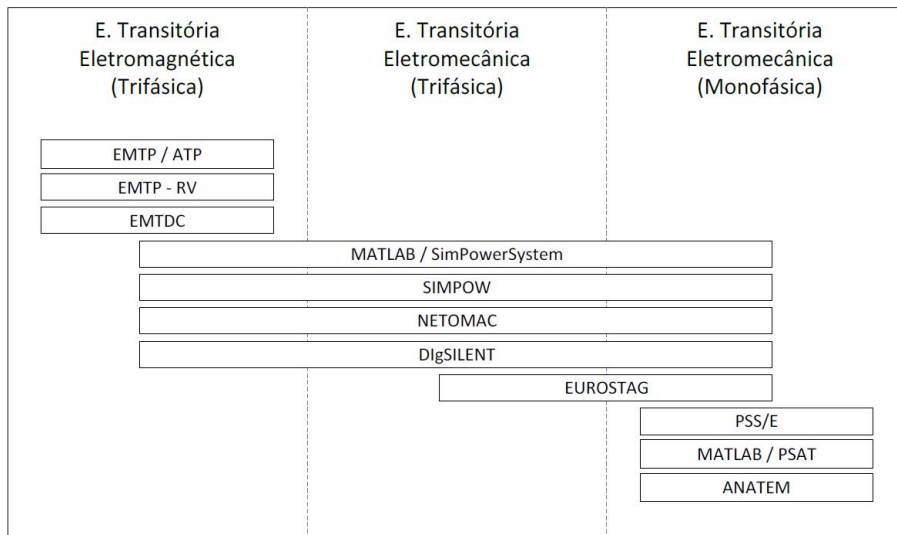 E. Transitória
Eletromagnética
(Trifásica)
E. Transitória
Eletromecânica
(Trifásica)
E. Transitória
Eletromecânica
(Monofásica)
EMTP / ATP
EMTP - RV
EMTDC
MATLAB / SimPowerSystem
SIMPOW
NETOMAC
DIgSILENT
EUROSTAG
PSS/E
MATLAB / PSAT
ANATEM